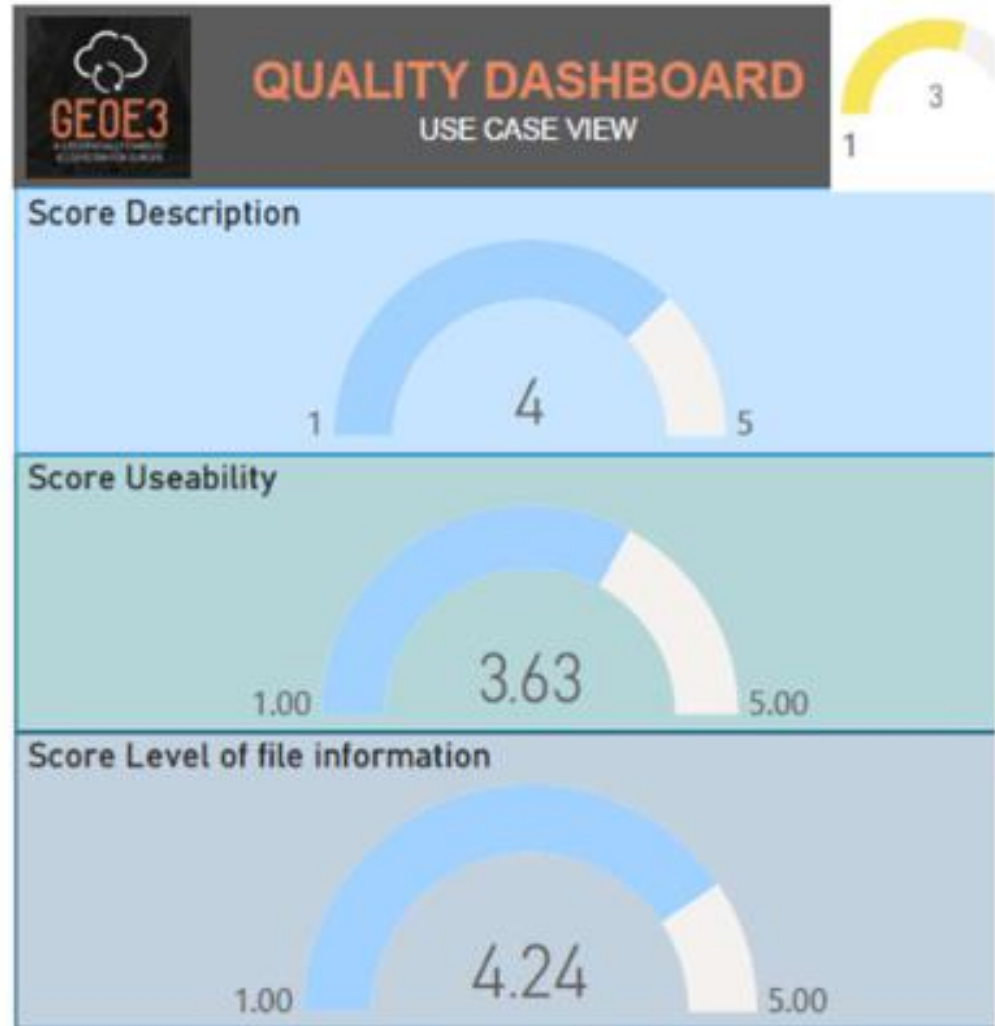 GEOE3
QUALITY DASHBOARD
USE CASE VIEW
3
1
Score Description
4
1
5
Score Useability
3.63
1.00
5.00
Score Level of file information
4.24
1.00
5.00